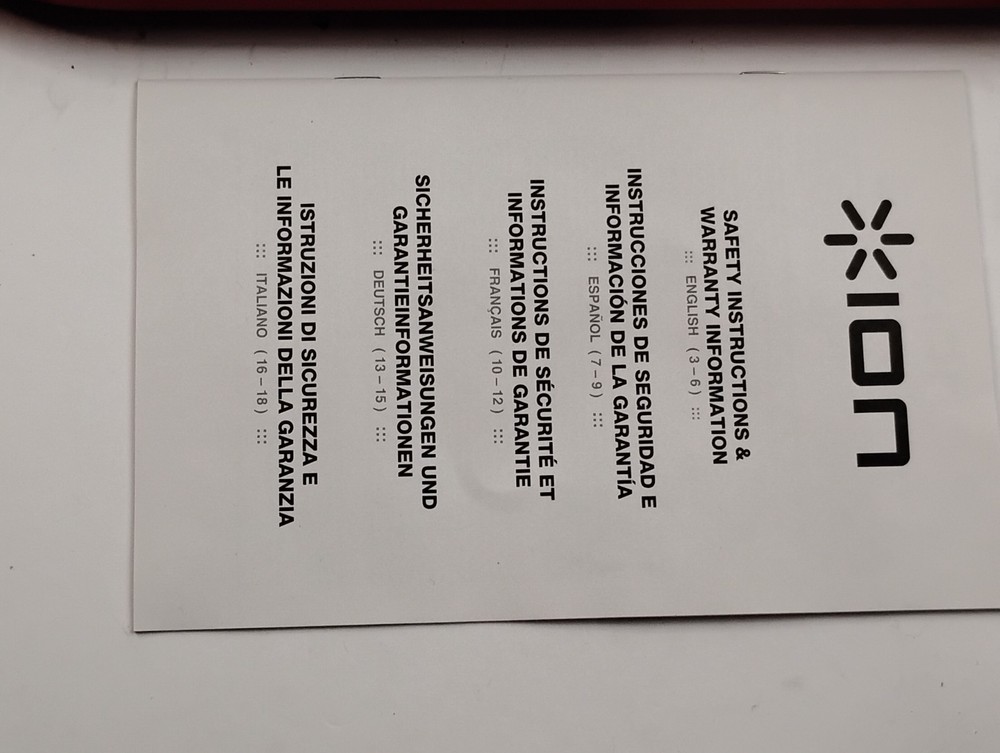 ION
SAFETY INSTRUCTIONS &
WARRANTY INFORMATION
::: ENGLISH ( 3 – 6 ) :::
INSTRUCCIONES DE SEGURIDAD E
INFORMACIÓN DE LA GARANTÍA
::: ESPAÑOL ( 7 – 9 ) :::
INSTRUCTIONS DE SÉCURITÉ ET
INFORMATIONS DE GARANTIE
::: FRANÇAIS ( 10 – 12 ) :::
SICHERHEITSANWEISUNGEN UND
GARANTIEINFORMATIONEN
::: DEUTSCH ( 13 – 15 ) :::
ISTRUZIONI DI SICUREZZA E
LE INFORMAZIONI DELLA GARANZIA
::: ITALIANO ( 16 – 18 ) :::